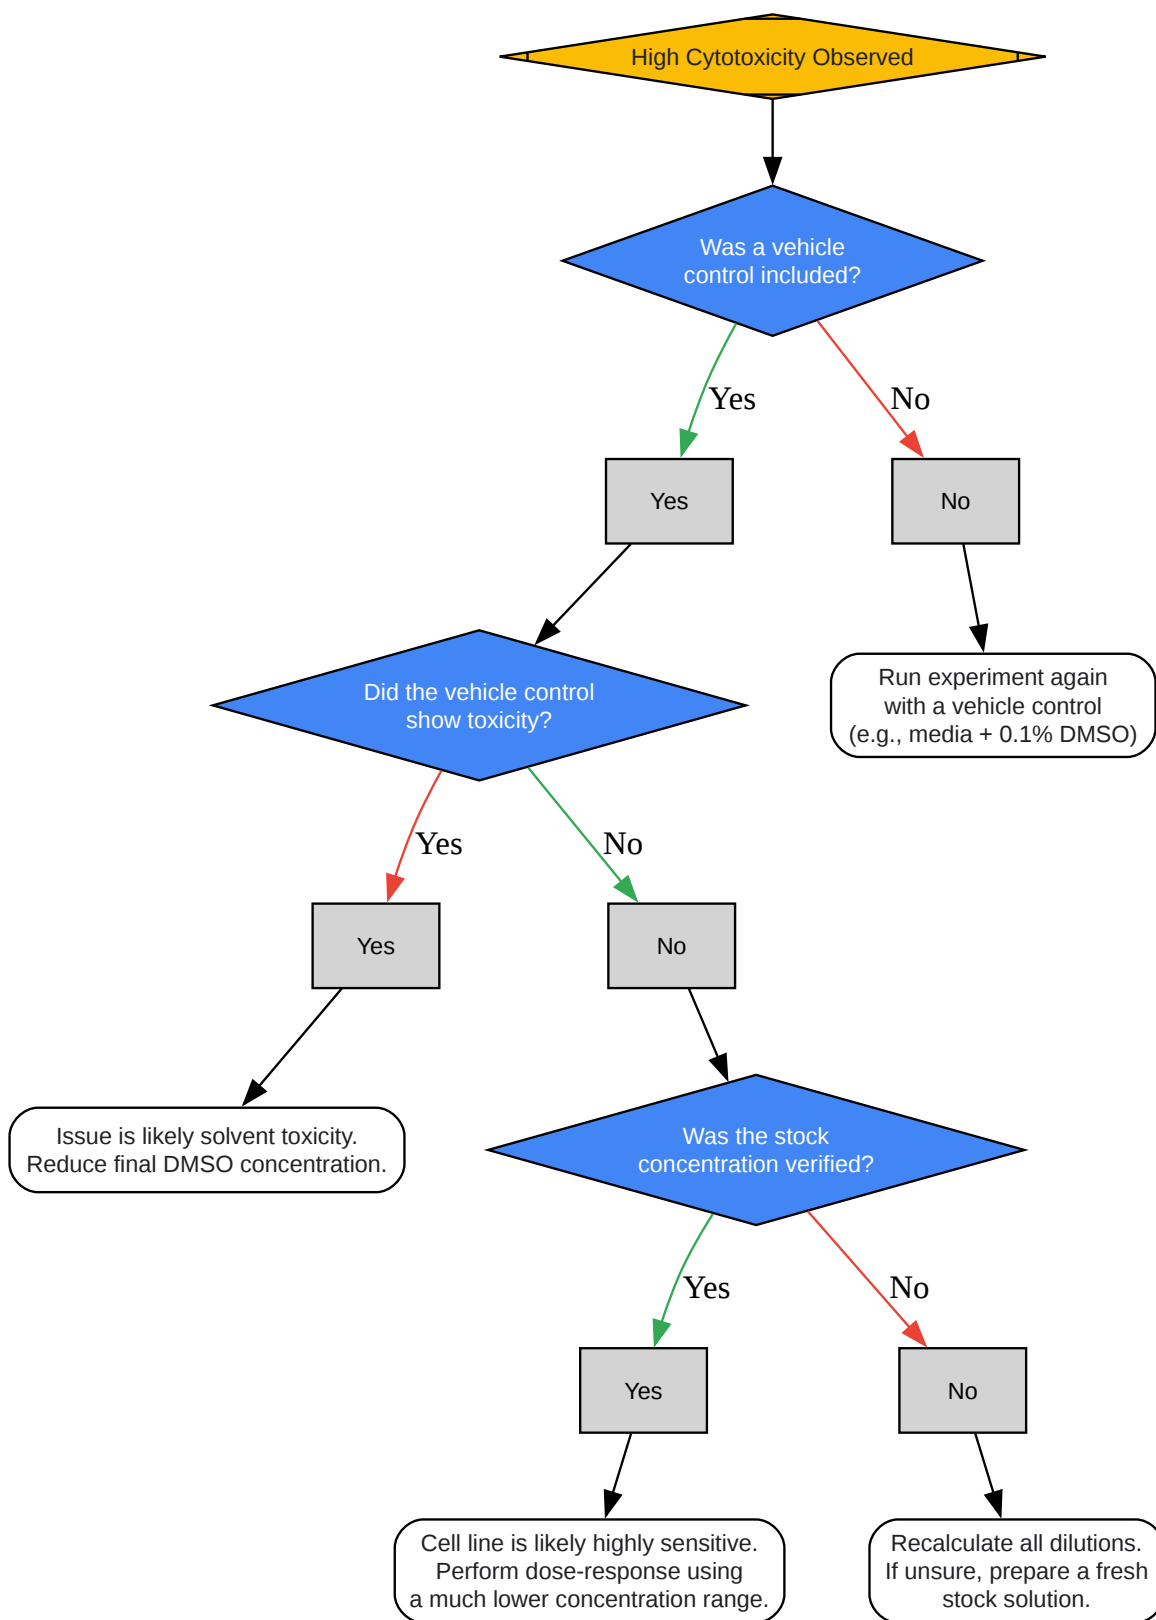 High Cytotoxicity Observed
Was a vehicle
control included?
Yes
No
Yes
No
Did the vehicle control
show toxicity?
Run experiment again
with a vehicle control
(e.g., media + 0.1% DMSO)
Yes
No
Yes
No
Issue is likely solvent toxicity.
Reduce final DMSO concentration.
Was the stock
concentration verified?
Yes
No
Yes
No
Cell line is likely highly sensitive.
Perform dose-response using
a much lower concentration range.
Recalculate all dilutions.
If unsure, prepare a fresh
stock solution.